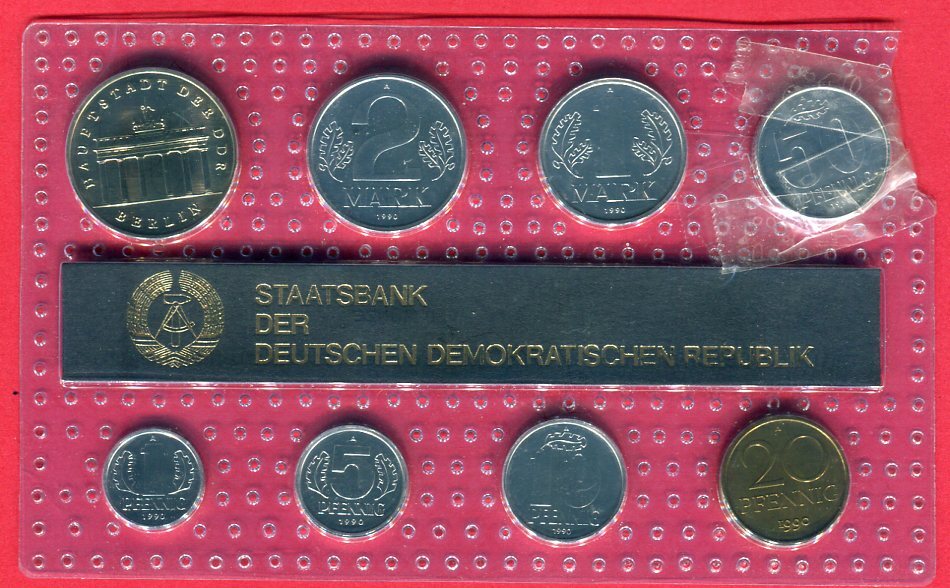 HAUPTSTADT DER DDR
BERLIN
A
2
MARK
1990
A
1
MARK
1990
50
PFENNIG
STAATSBANK
DER
DEUTSCHEN DEMOKRATISCHEN REPUBLIK
A
1
PFENNIG
1990
A
5
PFENNIG
1990
PFENNIG
1990
A
20
PFENNIG
1990